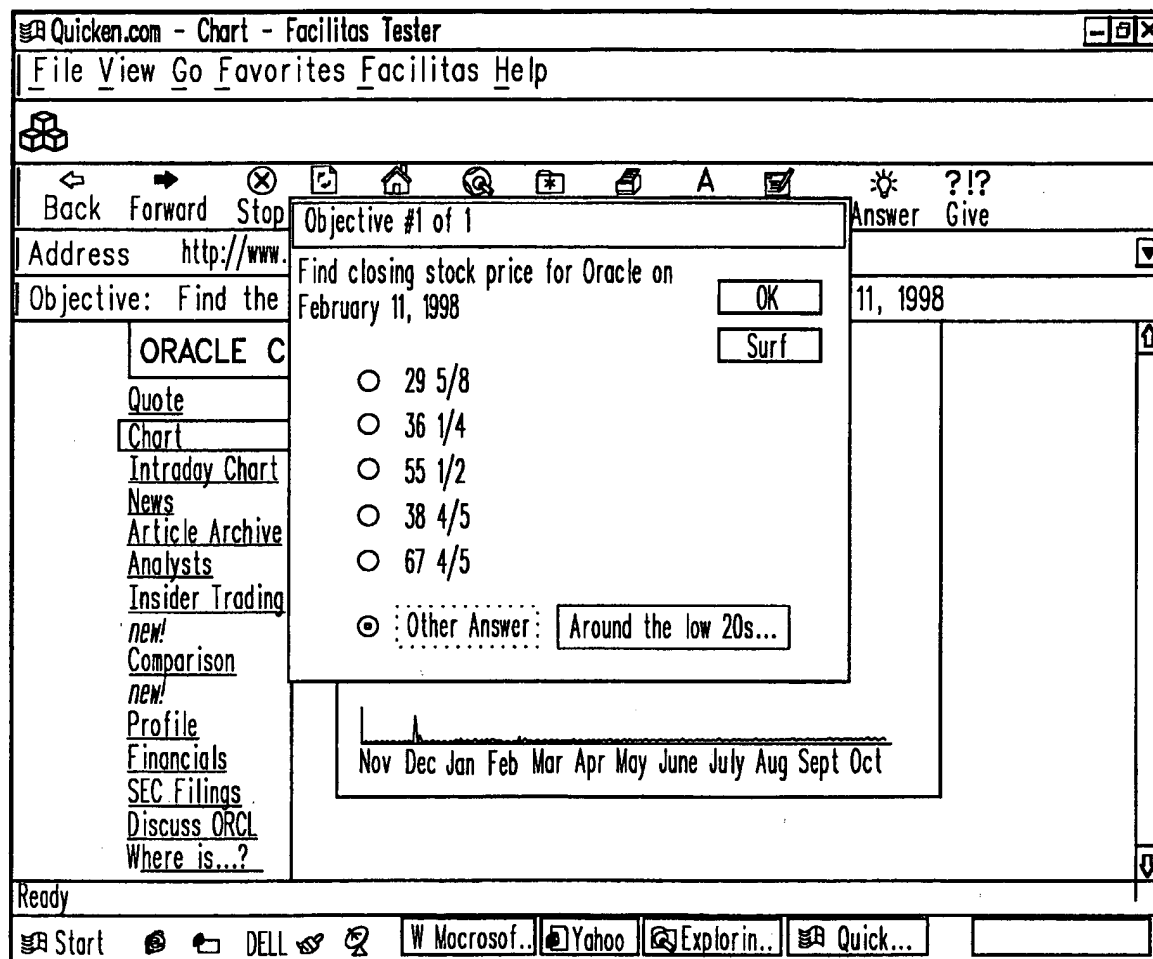 Quicken.com - Chart - Facilitas Tester
File View Go Favorites Facilitas Help
Back Forward Stop Answer Give
?!?
A
Address http://www.
Objective: Find the 11, 1998
Objective #1 of 1
Find closing stock price for Oracle on
February 11, 1998
OK
Surf
29 5/8
36 1/4
55 1/2
38 4/5
67 4/5
Other Answer: Around the low 20s...
ORACLE C
Quote
Chart
Intraday Chart
News
Article Archive
Analysts
Insider Trading
new!
Comparison
new!
Profile
Financials
SEC Filings
Discuss ORCL
Where is...?
Nov Dec Jan Feb Mar Apr May June July Aug Sept Oct
Ready
Start DELL W Macrosof.. Yahoo Explorin.. Quick...